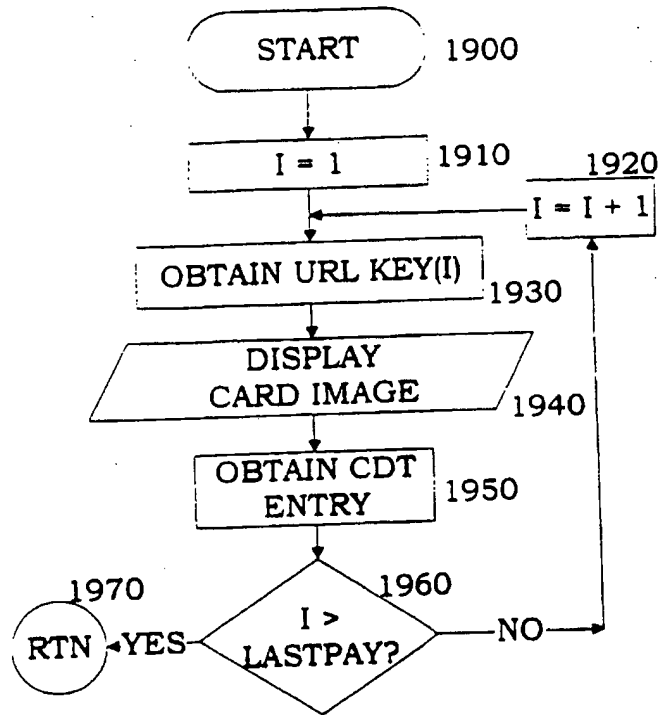 START 1900
I = 1 1910
1920
I = I + 1
OBTAIN URL KEY(I) 1930
DISPLAY
CARD IMAGE 1940
OBTAIN CDT
ENTRY 1950
1970
1960
I >
LASTPAY?
RTN YES NO